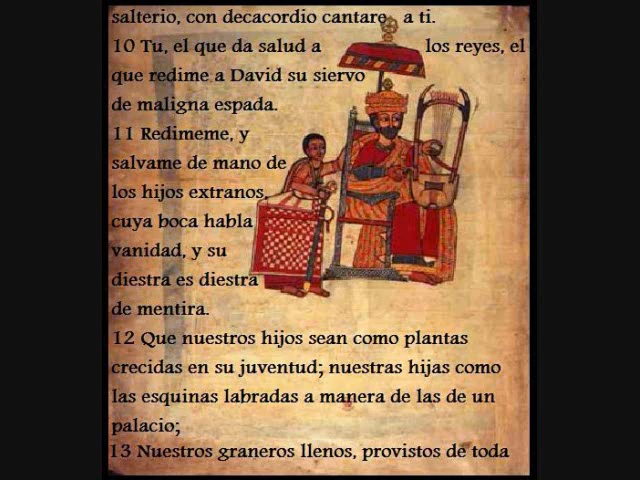 salterio, con decacordio cantare a ti.
10 Tu, el que da salud a los reyes, el
que redime a David su siervo
de maligna espada.
11 Redimeme, y
salvame de mano de
los hijos extranos,
cuya boca habla
vanidad, y su
diestra es diestra
de mentira.
12 Que nuestros hijos sean como plantas
crecidas en su juventud; nuestras hijas como
las esquinas labradas a manera de las de un
palacio;
13 Nuestros graneros llenos, provistos de toda